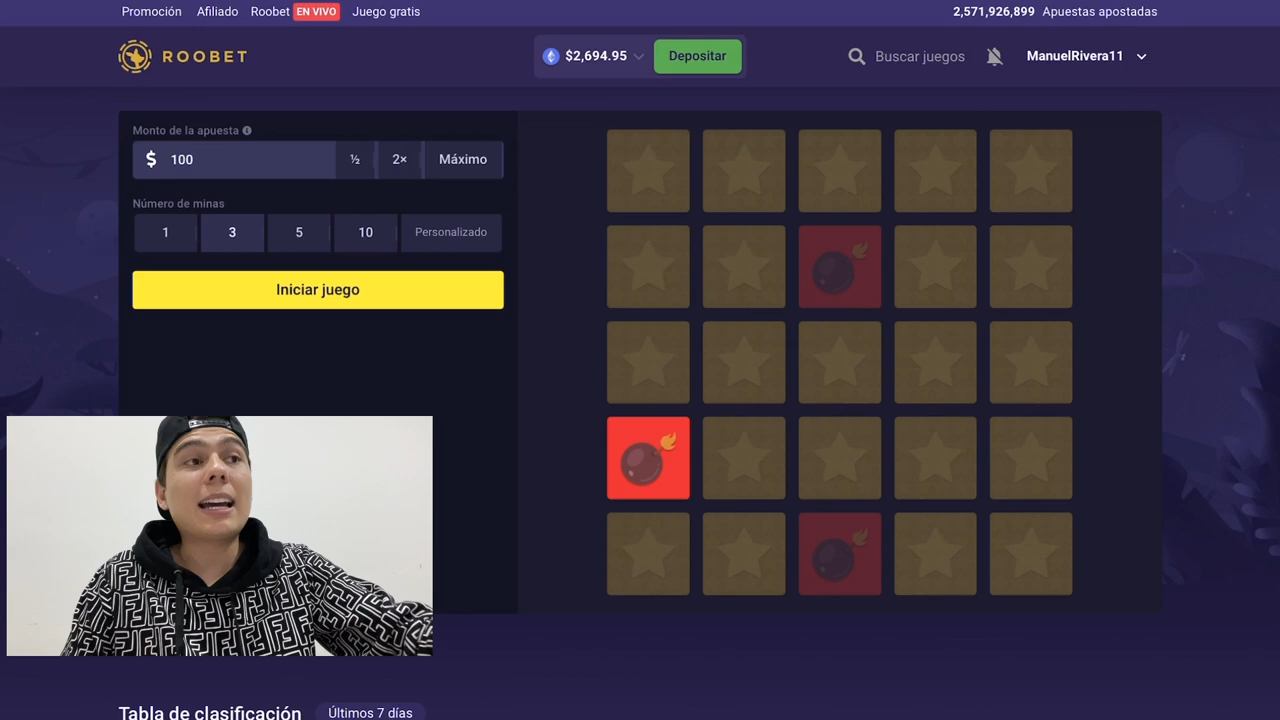 Promoción Afiliado Roobet EN VIVO Juego gratis 2,571,926,899 Apuestas apostadas
ROOBET $2,694.95 Depositar Buscar juegos ManuelRivera11
Monto de la apuesta
$ 100 ½ 2× Máximo
Número de minas
1 3 5 10 Personalizado
Iniciar juego
Tabla de clasificación Últimos 7 días